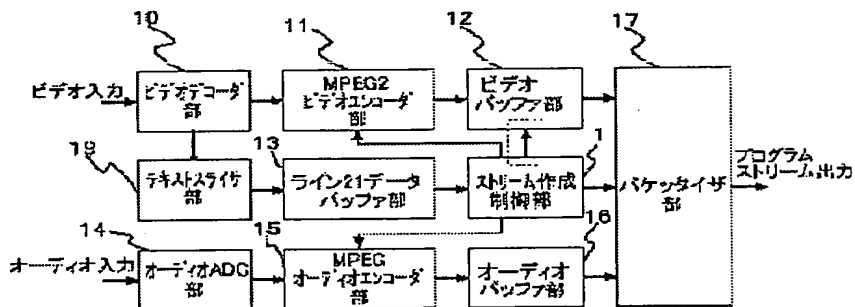 10
11
12
17
ビデオ入力
ビデオデコーダ
部
MPEG2
ビデオエンコーダ
部
ビデオ
バッファ部
19
テキストスライサ
部
13
ライン21データ
バッファ部
ストリーム作成
制御部
1
パケッタイザ
部
プログラム
ストリーム出力
14
オーディオ入力
オーディオADC
部
15
MPEG
オーディオエンコーダ
部
オーディオ
バッファ部
16